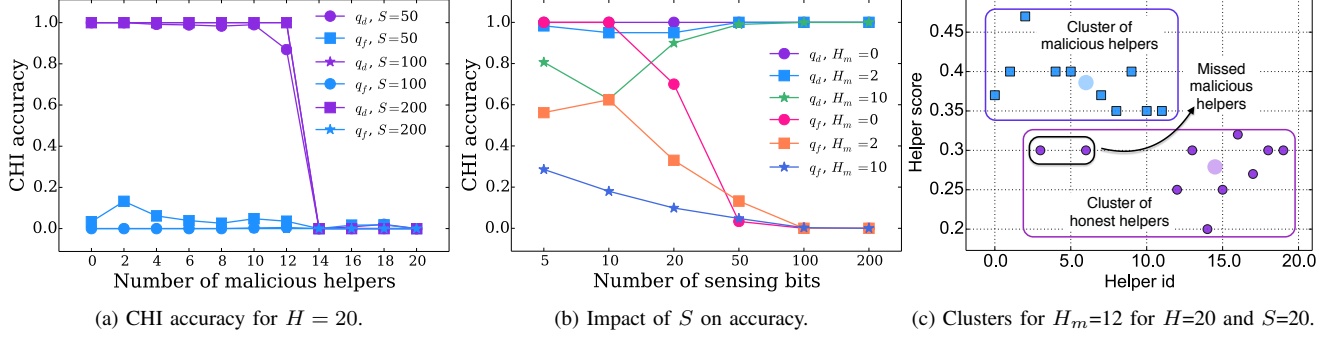 CHI accuracy
1.0
0.8
0.6
0.4
0.2
0.0
0 2 4 6 8 10 12 14 16 18 20
Number of malicious helpers
q_d, S=50
q_f, S=50
q_d, S=100
q_f, S=100
q_d, S=200
q_f, S=200
(a) CHI accuracy for H = 20.
CHI accuracy
1.0
0.8
0.6
0.4
0.2
0.0
5 10 20 50 100 200
Number of sensing bits
q_d, H_m=0
q_d, H_m=2
q_d, H_m=10
q_f, H_m=0
q_f, H_m=2
q_f, H_m=10
(b) Impact of S on accuracy.
Helper score
0.45
0.40
0.35
0.3
0.25
0.2
0.0 5.0 10.0 15.0 20.0
Helper id
Cluster of
malicious helpers
Missed
malicious
helpers
Cluster of
honest helpers
(c) Clusters for H_m=12 for H=20 and S=20.